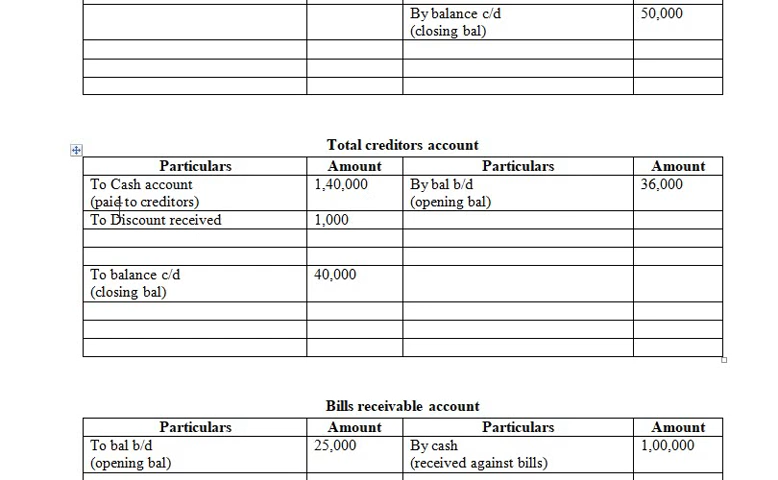 By balance c/d 50,000
(closing bal)
Total creditors account
Particulars Amount Particulars Amount
To Cash account 1,40,000 By bal b/d 36,000
(paid to creditors) (opening bal)
To Discount received 1,000
To balance c/d 40,000
(closing bal)
Bills receivable account
Particulars Amount Particulars Amount
To bal b/d 25,000 By cash 1,00,000
(opening bal) (received against bills)